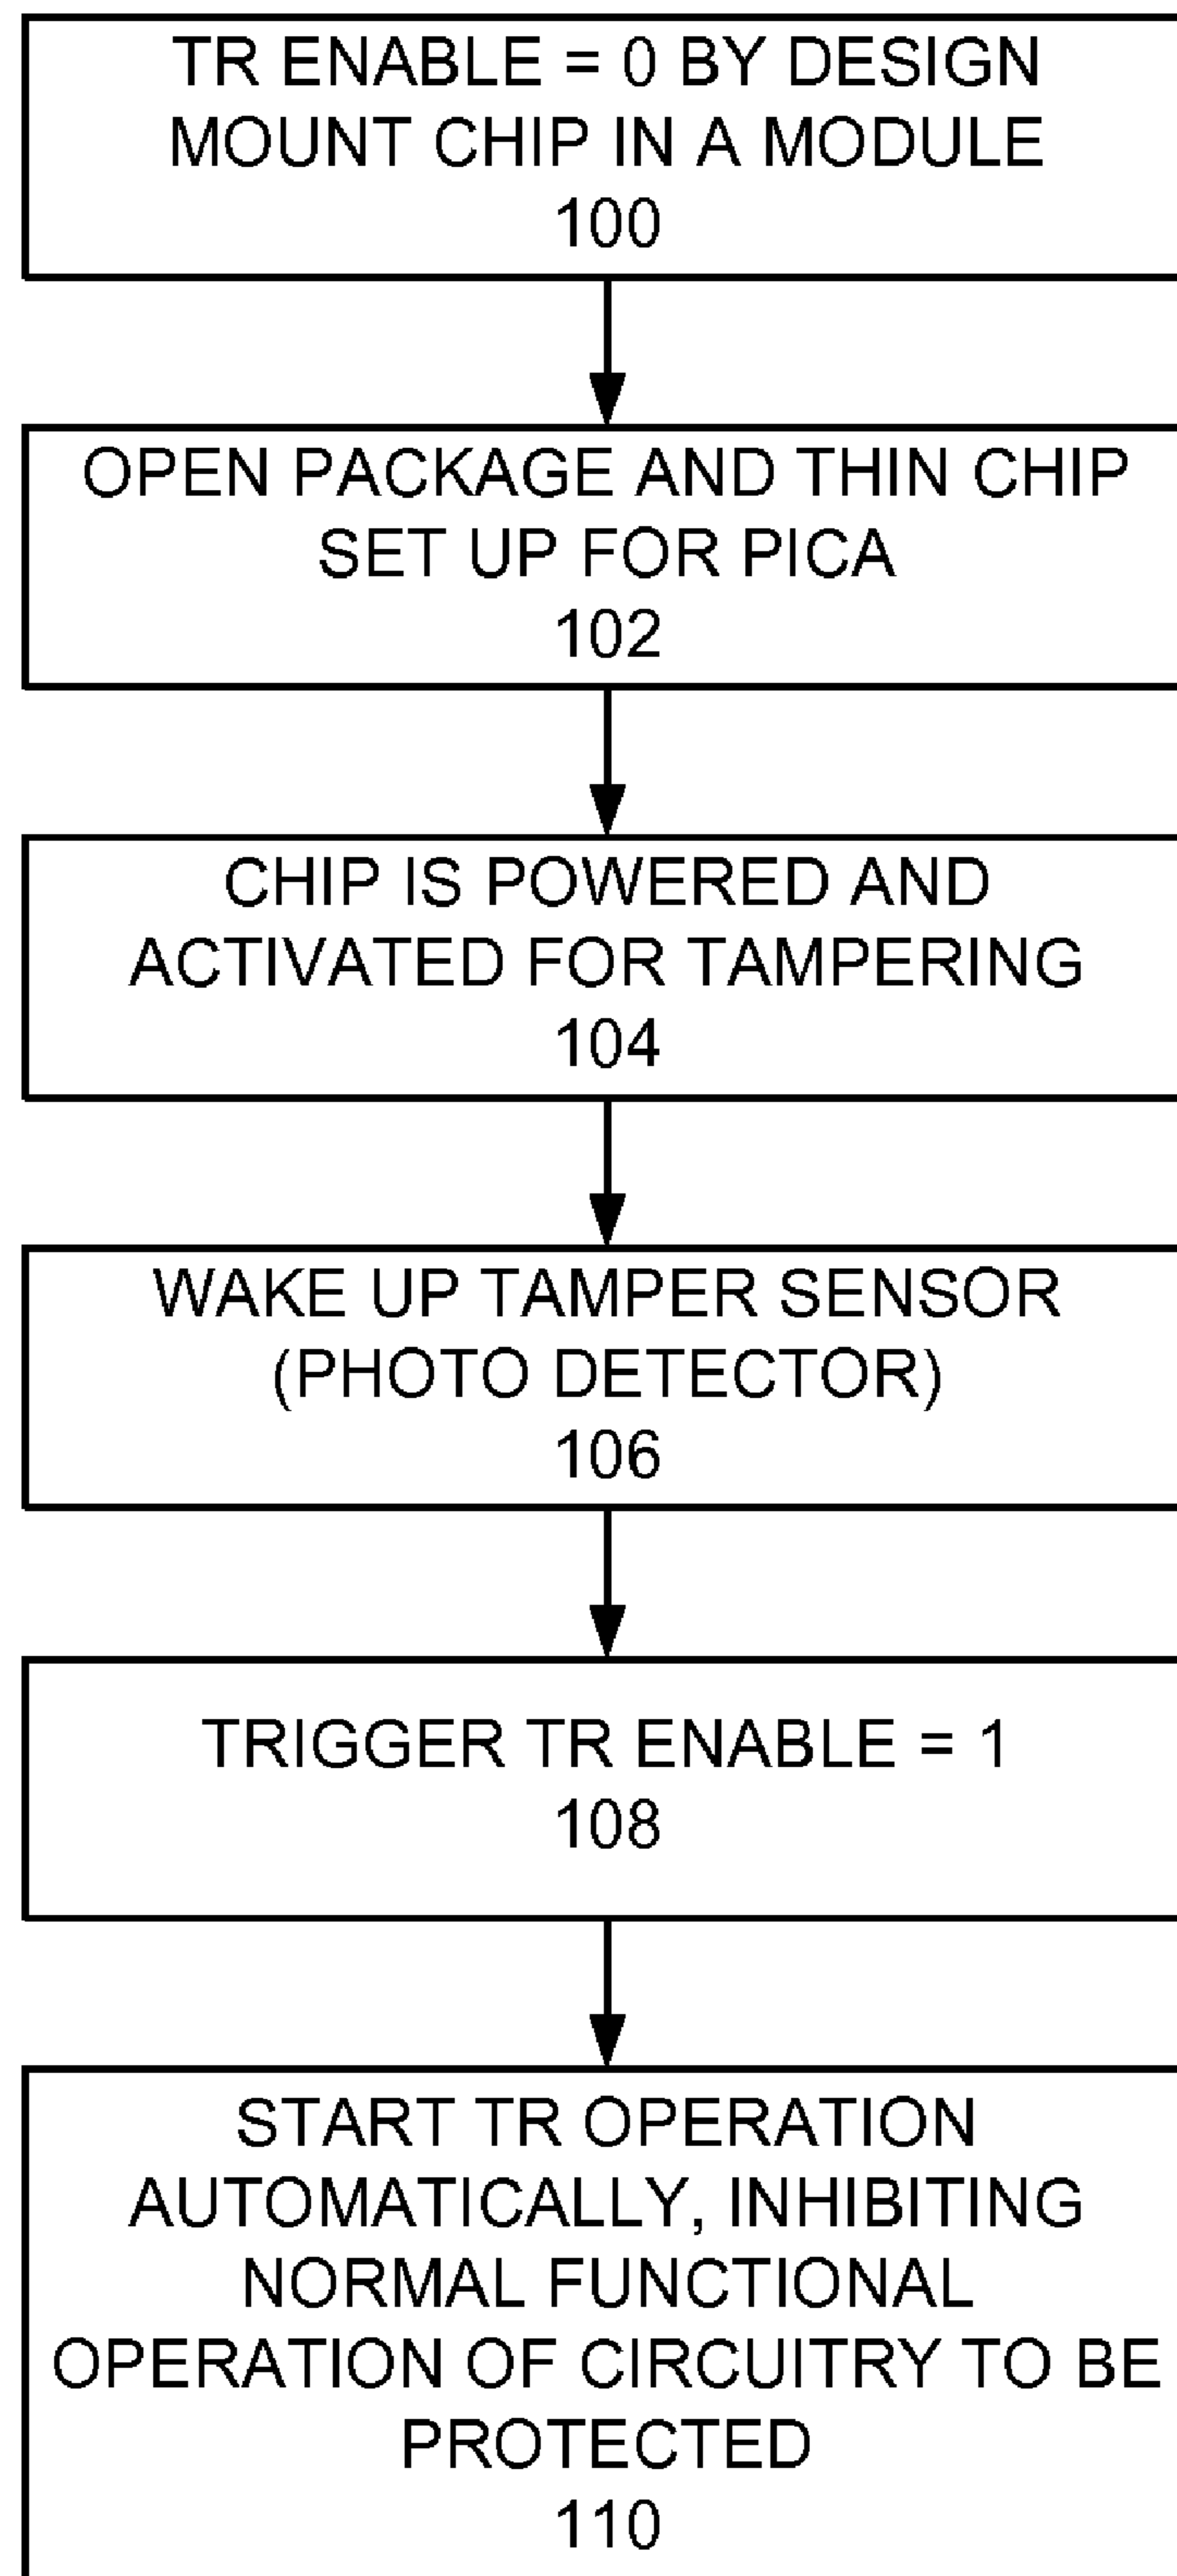 TR ENABLE = 0 BY DESIGN
MOUNT CHIP IN A MODULE
100
OPEN PACKAGE AND THIN CHIP
SET UP FOR PICA
102
CHIP IS POWERED AND
ACTIVATED FOR TAMPERING
104
WAKE UP TAMPER SENSOR
(PHOTO DETECTOR)
106
TRIGGER TR ENABLE = 1
108
START TR OPERATION
AUTOMATICALLY, INHIBITING
NORMAL FUNCTIONAL
OPERATION OF CIRCUITRY TO BE
PROTECTED
110